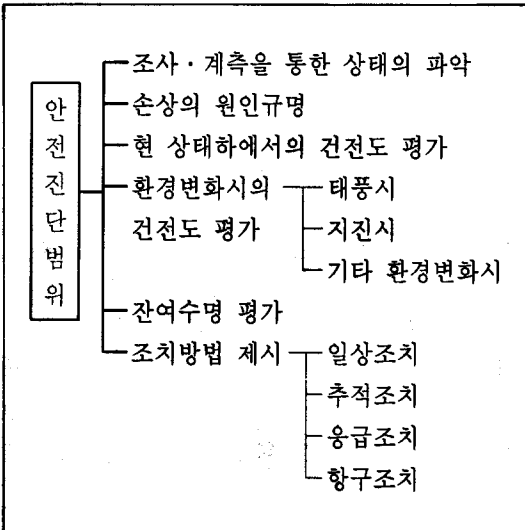 안전진단범위
조사·계측을 통한 상태의 파악
손상의 원인규명
현 상태하에서의 건전도 평가
환경변화시의 건전도 평가
태풍시
지진시
기타 환경변화시
잔여수명 평가
조치방법 제시
일상조치
추적조치
응급조치
항구조치